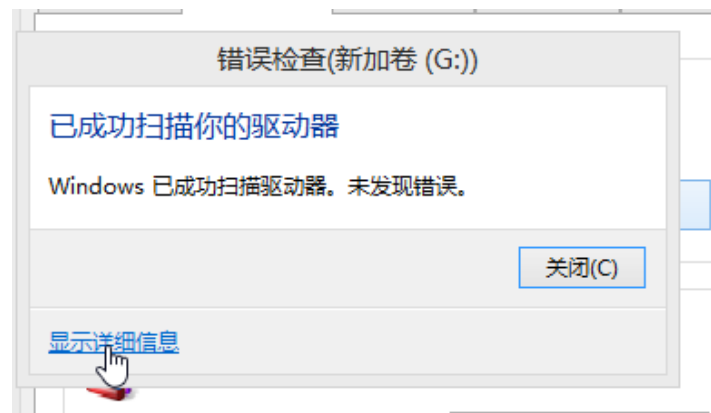 错误检查(新加卷 (G:))
已成功扫描你的驱动器
Windows 已成功扫描驱动器。未发现错误。
关闭(C)
显示详细信息